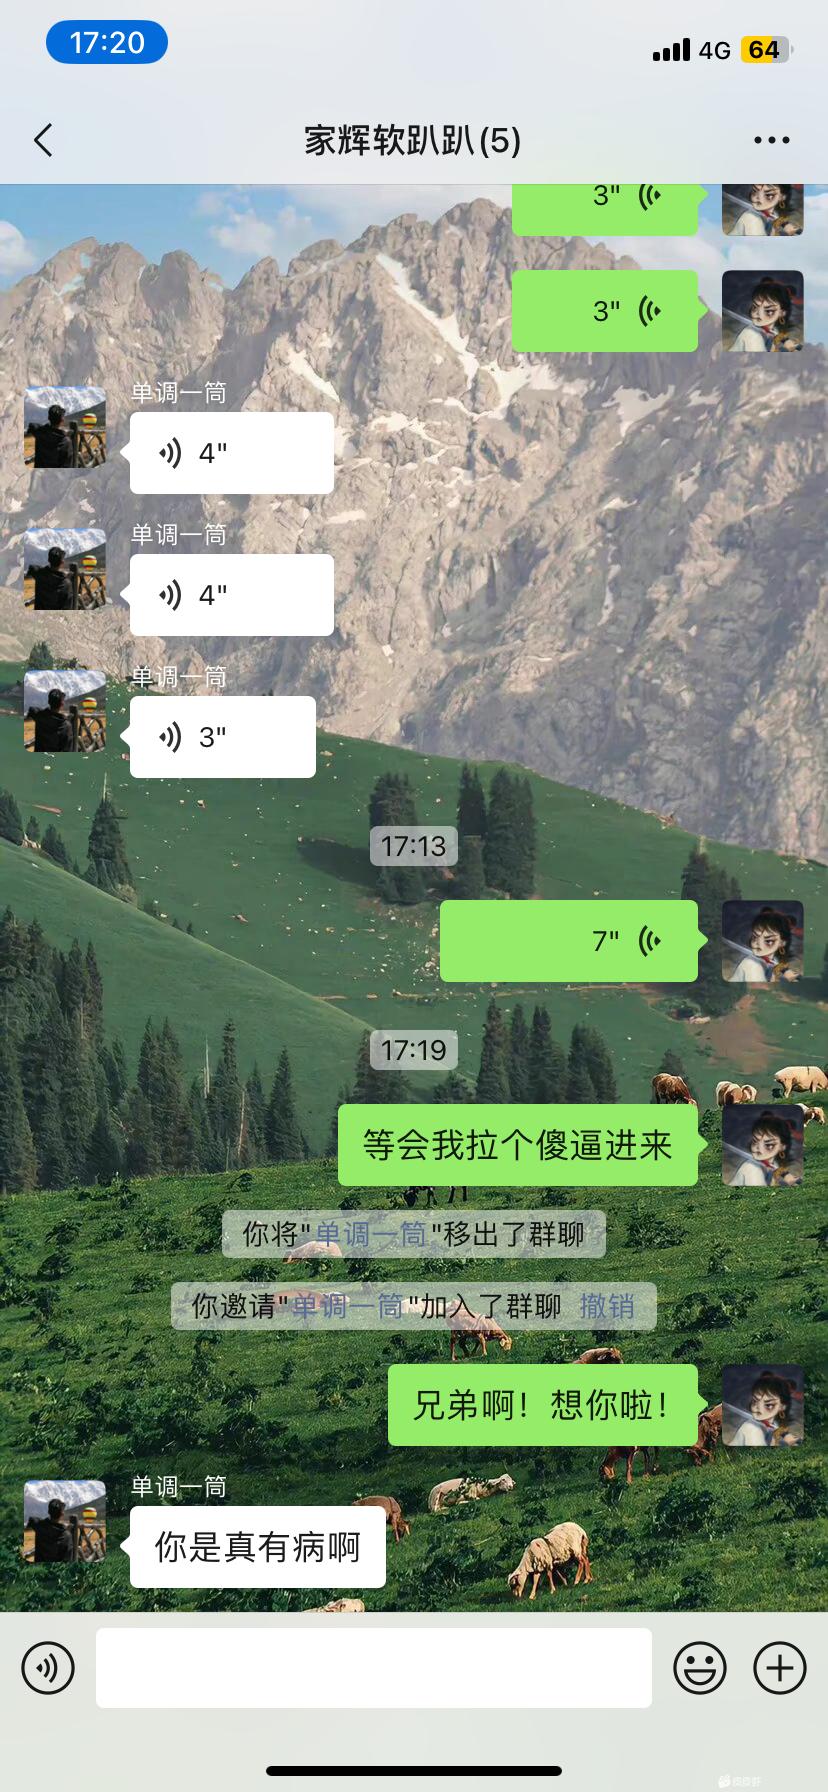 17:20
4G
64
家辉软趴趴(5)
3"
3"
单调一筒
4"
单调一筒
4"
单调一筒
3"
17:13
7"
17:19
等会我拉个傻逼进来
你将"单调一筒"移出了群聊
你邀请"单调一筒"加入了群聊 撤销
兄弟啊！想你啦！
单调一筒
你是真有病啊
皮皮虾